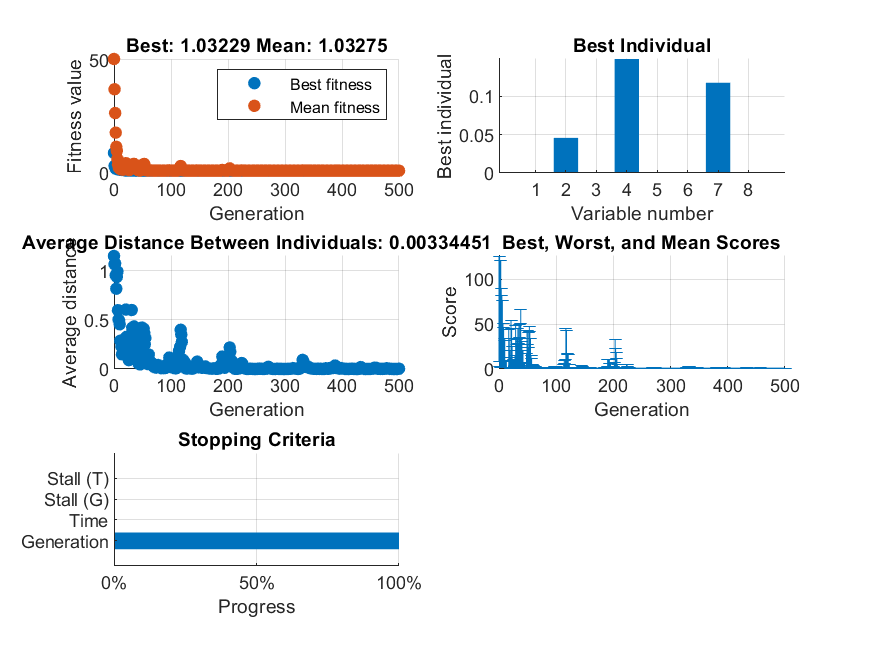 Best: 1.03229 Mean: 1.03275
Fitness value
50
0
Best fitness
Mean fitness
0 100 200 300 400 500
Generation
Best Individual
Best individual
0.1
0.05
0
1 2 3 4 5 6 7 8
Variable number
Average Distance Between Individuals: 0.00334451
Average distance
1
0.5
0
0 100 200 300 400 500
Generation
Best, Worst, and Mean Scores
Score
100
50
0
0 100 200 300 400 500
Generation
Stopping Criteria
Stall (T)
Stall (G)
Time
Generation
0% 50% 100%
Progress